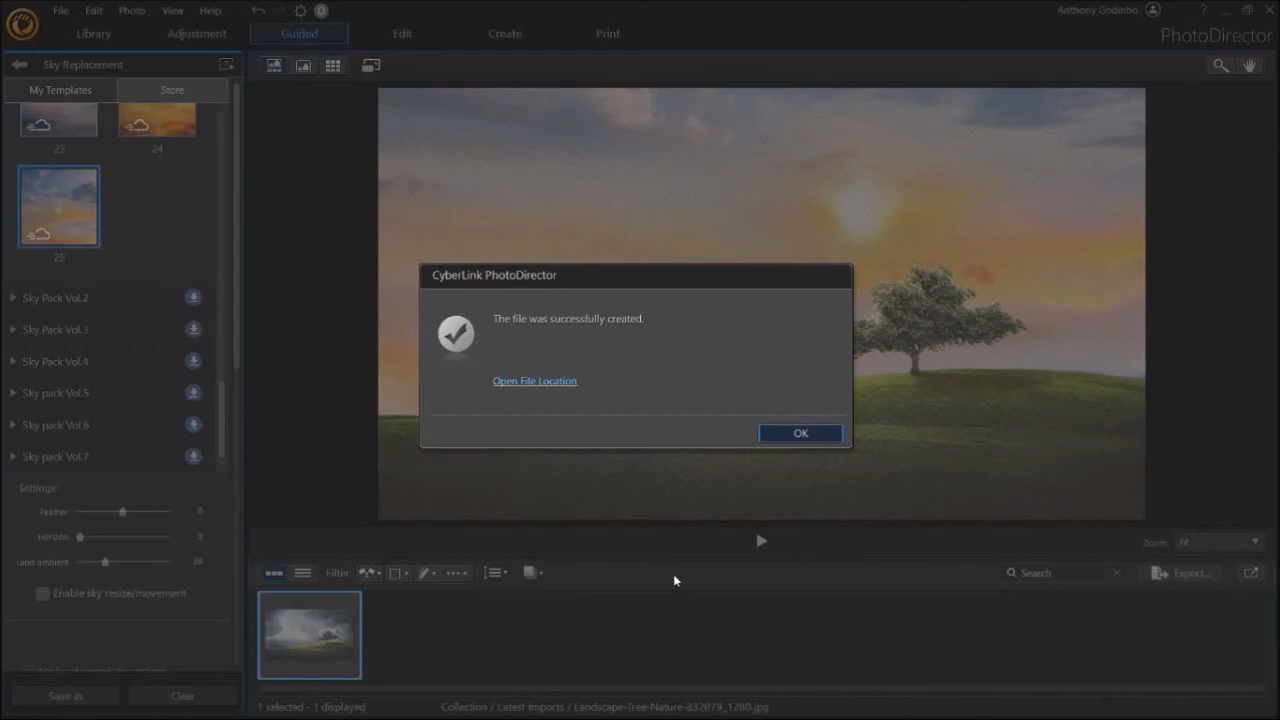 File Edit Photo View Help
Anthony Godinho
Library Adjustment Guided Edit Create Print
PhotoDirector
Sky Replacement
My Templates Store
23 24
25
Sky Pack Vol.2
Sky Pack Vol.3
Sky Pack Vol.4
Sky pack Vol.5
Sky pack Vol 6
Sky pack Vol.7
Settings:
Feather 0
Horizon 0
Land ambient
Enable sky resize/movement
Save as Clear
CyberLink PhotoDirector
The file was successfully created.
Open File Location
OK
Zoom: Fit
Filter:
Search
Export...
1 selected - 1 displayed
Collection / Latest Imports / Landscape-Tree-Nature-832079_1280.jpg